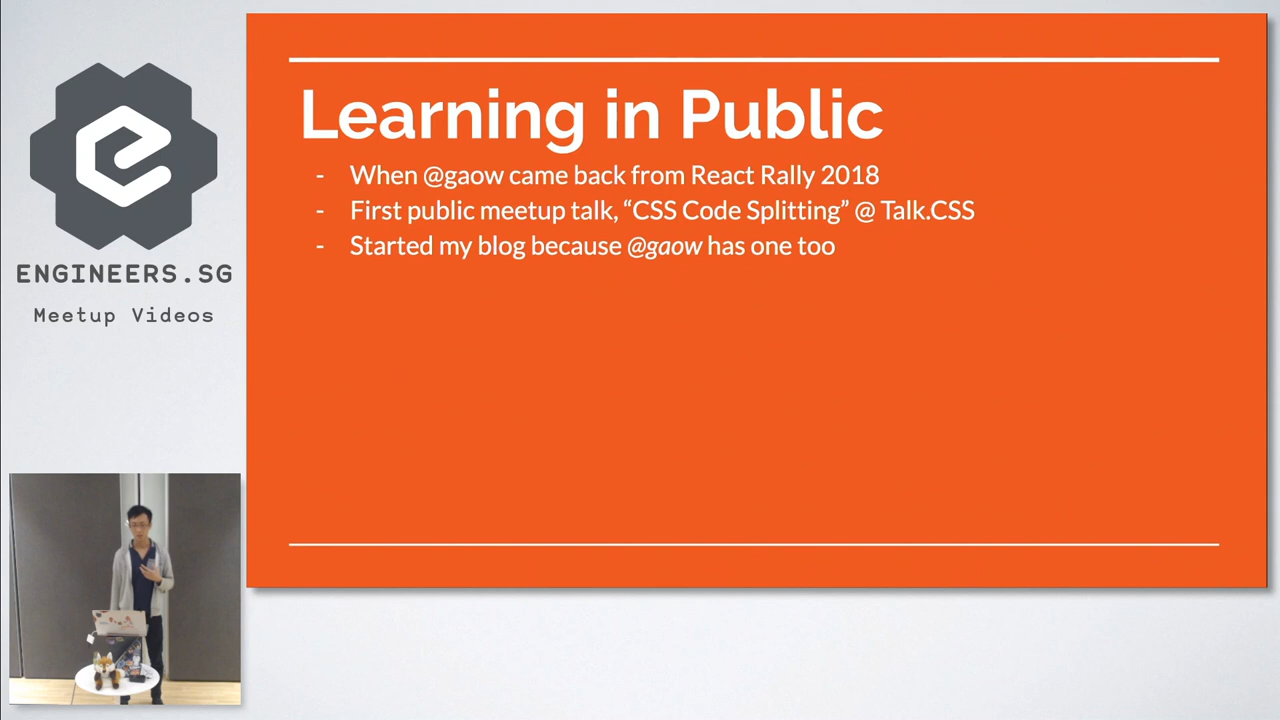 ENGINEERS.SG
Meetup Videos
Learning in Public
- When @gaow came back from React Rally 2018
- First public meetup talk, “CSS Code Splitting” @ Talk.CSS
- Started my blog because @gaow has one too